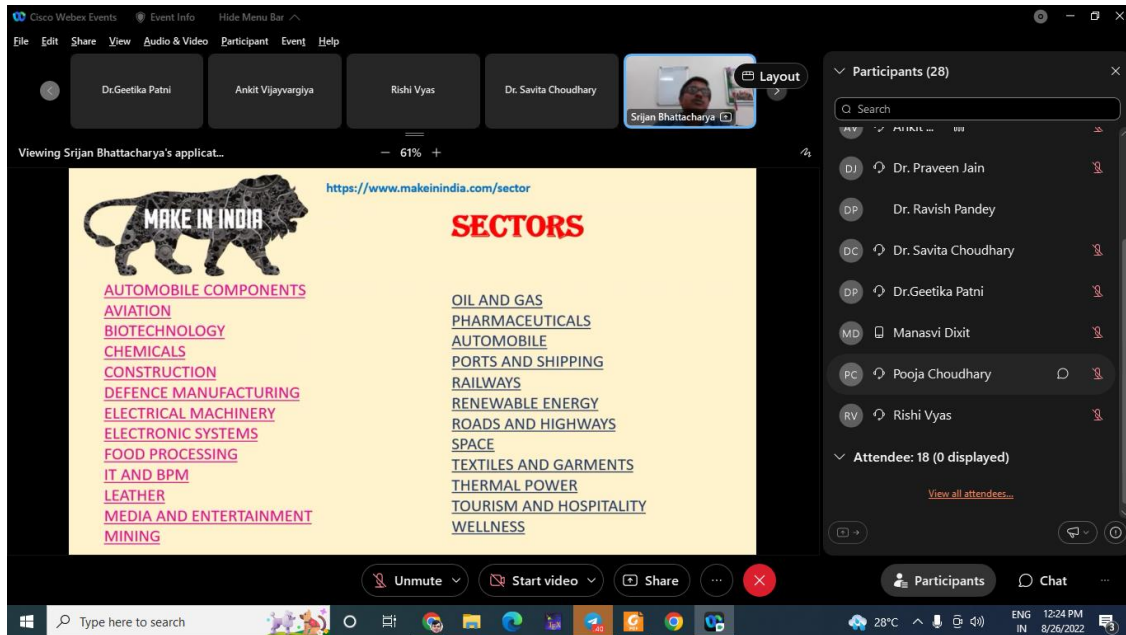 Cisco Webex Events Event Info Hide Menu Bar
File Edit Share View Audio & Video Participant Event Help
Dr.Geetika Patni
Ankit Vijayvargiya
Rishi Vyas
Dr. Savita Choudhary
Srijan Bhattacharya
Layout
Viewing Srijan Bhattacharya's applicat...
− 61% +
MAKE IN INDIA
https://www.makeinindia.com/sector
SECTORS
AUTOMOBILE COMPONENTS
AVIATION
BIOTECHNOLOGY
CHEMICALS
CONSTRUCTION
DEFENCE MANUFACTURING
ELECTRICAL MACHINERY
ELECTRONIC SYSTEMS
FOOD PROCESSING
IT AND BPM
LEATHER
MEDIA AND ENTERTAINMENT
MINING
OIL AND GAS
PHARMACEUTICALS
AUTOMOBILE
PORTS AND SHIPPING
RAILWAYS
RENEWABLE ENERGY
ROADS AND HIGHWAYS
SPACE
TEXTILES AND GARMENTS
THERMAL POWER
TOURISM AND HOSPITALITY
WELLNESS
Participants (28)
Search
DJ Dr. Praveen Jain
DP Dr. Ravish Pandey
DC Dr. Savita Choudhary
DP Dr.Geetika Patni
MD Manasvi Dixit
PC Pooja Choudhary
RV Rishi Vyas
Attendee: 18 (0 displayed)
View all attendees...
Unmute Start video Share
Participants Chat
Type here to search
28°C
ENG
IN
12:24 PM
8/26/2022